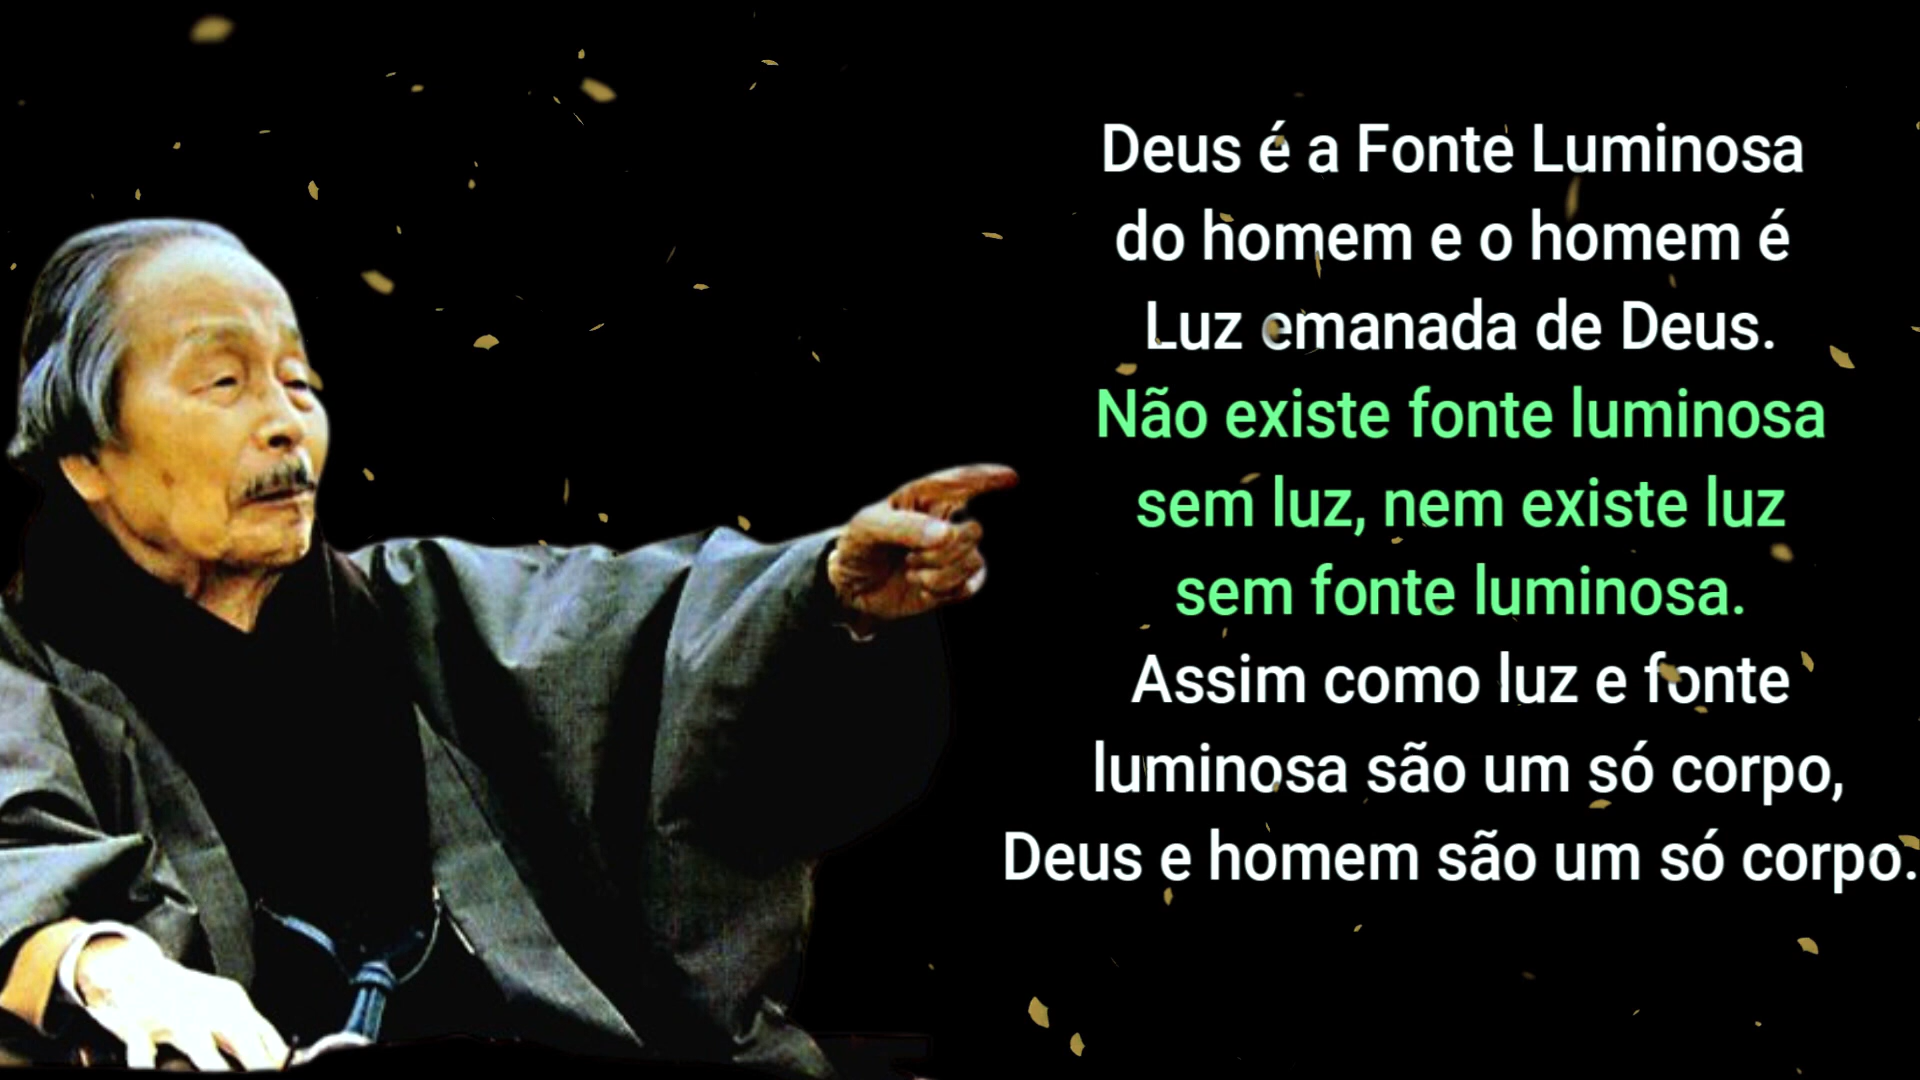 Deus é a Fonte Luminosa
do homem e o homem é
Luz emanada de Deus.
Não existe fonte luminosa
sem luz, nem existe luz
sem fonte luminosa.
Assim como luz e fonte
luminosa são um só corpo,
Deus e homem são um só corpo.